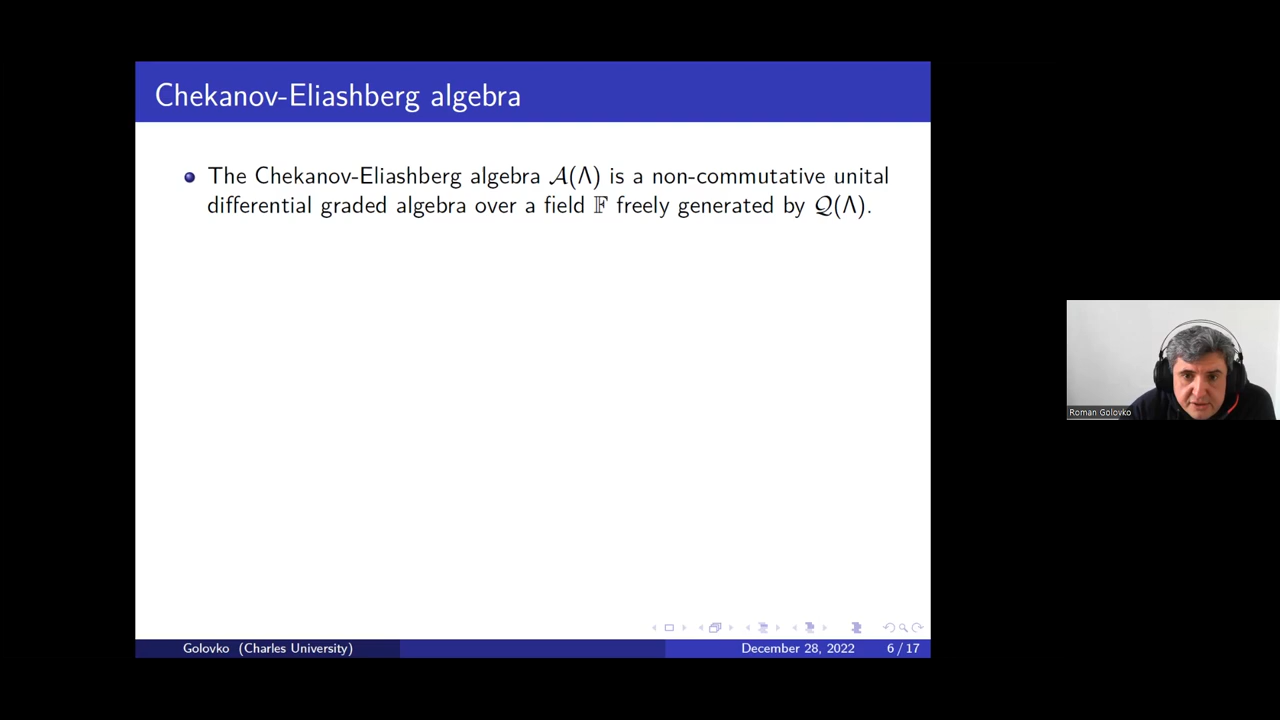 Chekanov-Eliashberg algebra
The Chekanov-Eliashberg algebra 𝒜(Λ) is a non-commutative unital
differential graded algebra over a field 𝔽 freely generated by 𝒬(Λ).
Roman Golovko
Golovko (Charles University) December 28, 2022 6 / 17